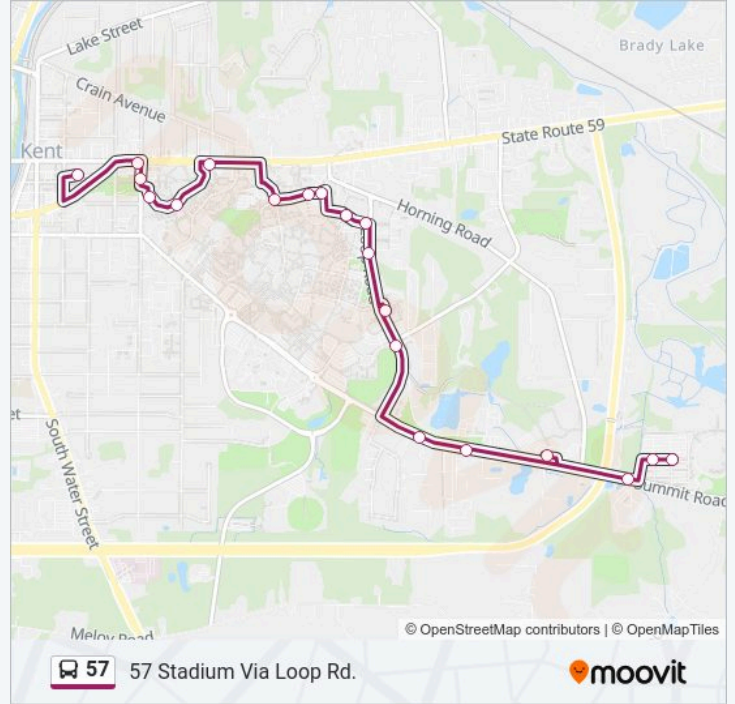 Lake Street
Brady Lake
Crain Avenue
State Route 59
Kent
Horning Road
South Water Street
Summit Road
Meloy Road
© OpenStreetMap contributors | © OpenMapTiles
57
57 Stadium Via Loop Rd.
moovit